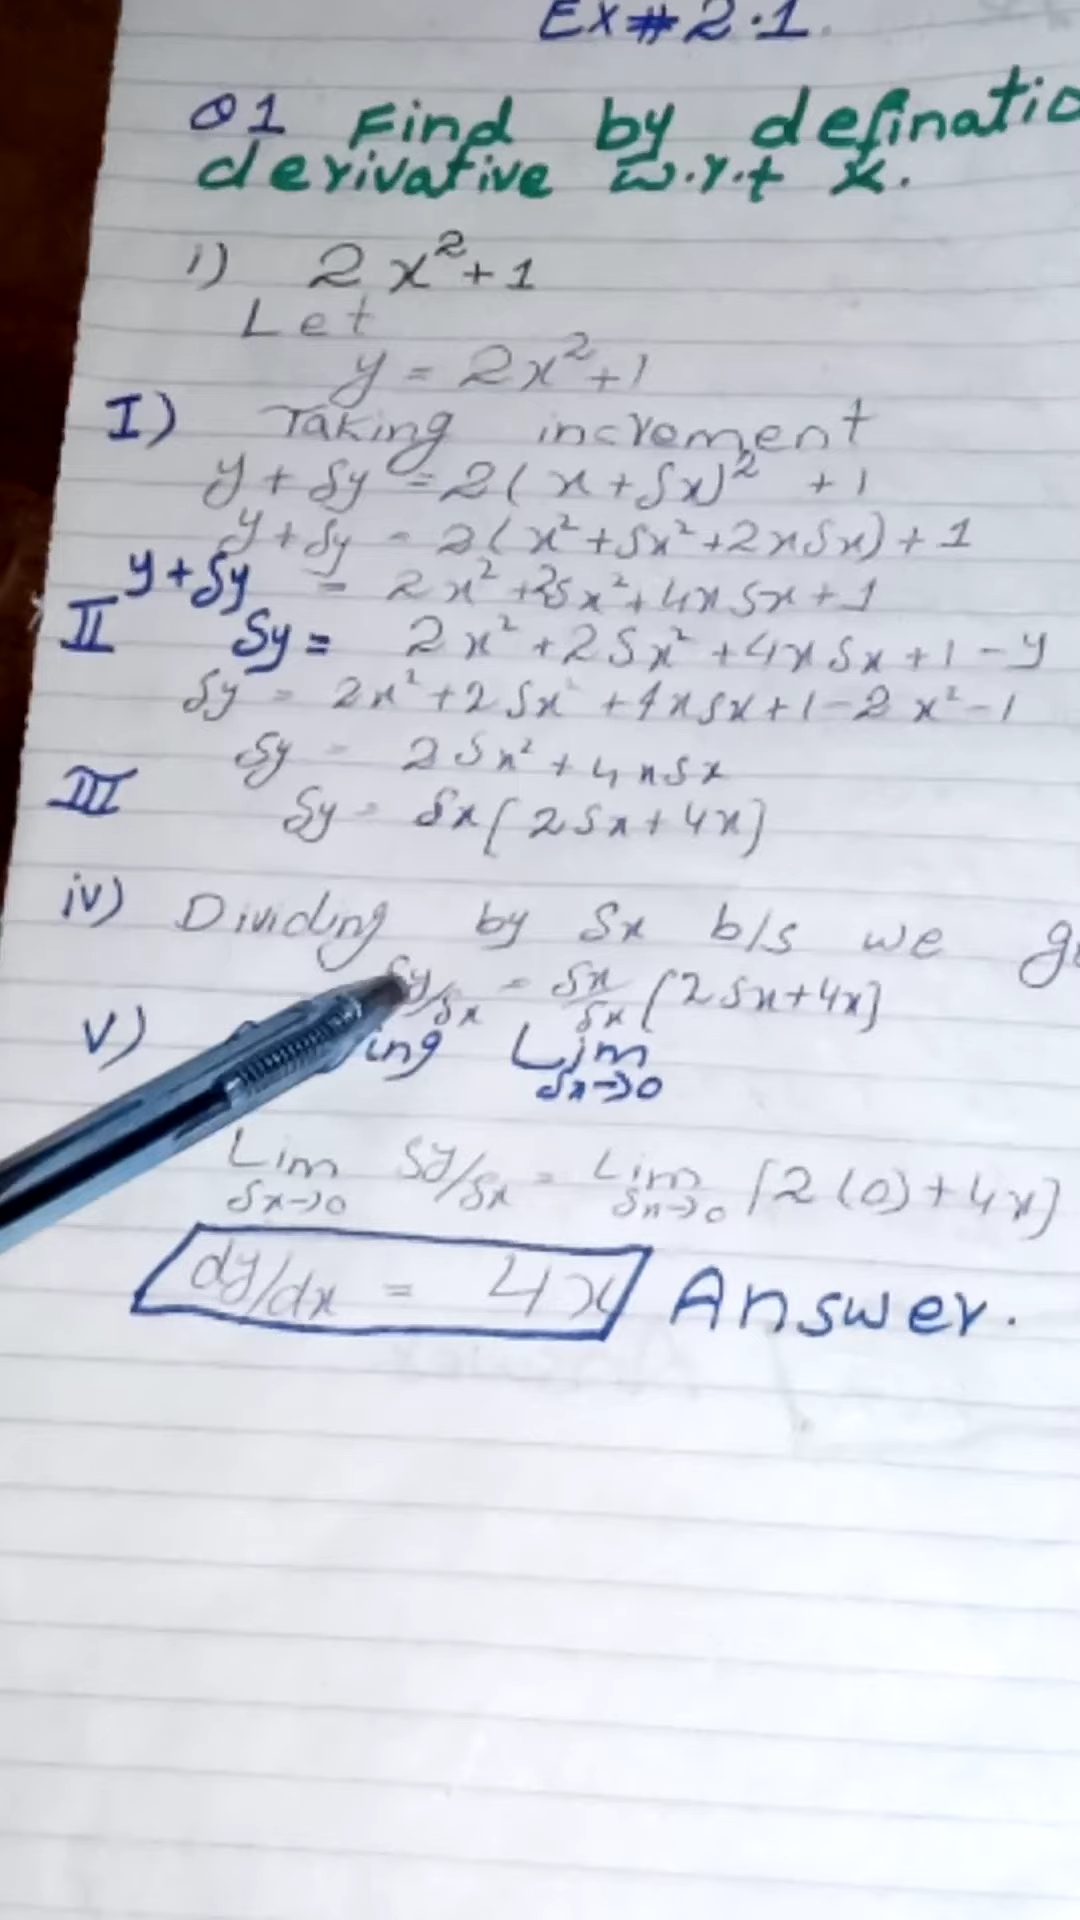 Ex#2.1.
Q1 Find by definatio
derivative w.r.t x.
i) 2x²+1
Let
y = 2x²+1
I) Taking increment
y+δy = 2(x+δx)² +1
y+δy = 2(x²+δx²+2xδx)+1
y+δy = 2x²+2δx²+4xδx+1
II δy = 2x²+2δx²+4xδx+1-y
δy = 2x²+2δx²+4xδx+1-2x²-1
δy = 2δx²+4xδx
III δy = δx[2δx+4x]
iv) Dividing by δx b/s we ge
δy/δx = δx/δx [2δx+4x]
v) ing Lim δx→0
Lim δx→0 δy/δx = Lim δx→0 [2(0)+4x]
dy/dx = 4x Answer.